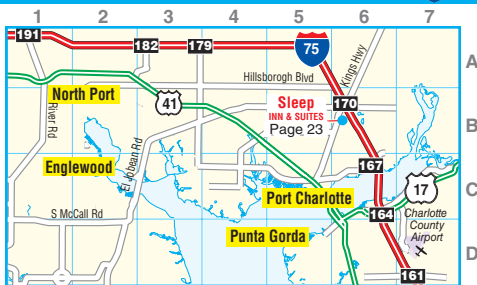 1 2 3 4 5 6 7
191
182
179
75
Kings Hwy
A
Hillsborogh Blvd
North Port
41
Sleep
INN & SUITES
Page 23
170
B
River Rd
El Jobean Rd
Englewood
167
17
C
Port Charlotte
S McCall Rd
164
Charlotte
County
Airport
Punta Gorda
D
161